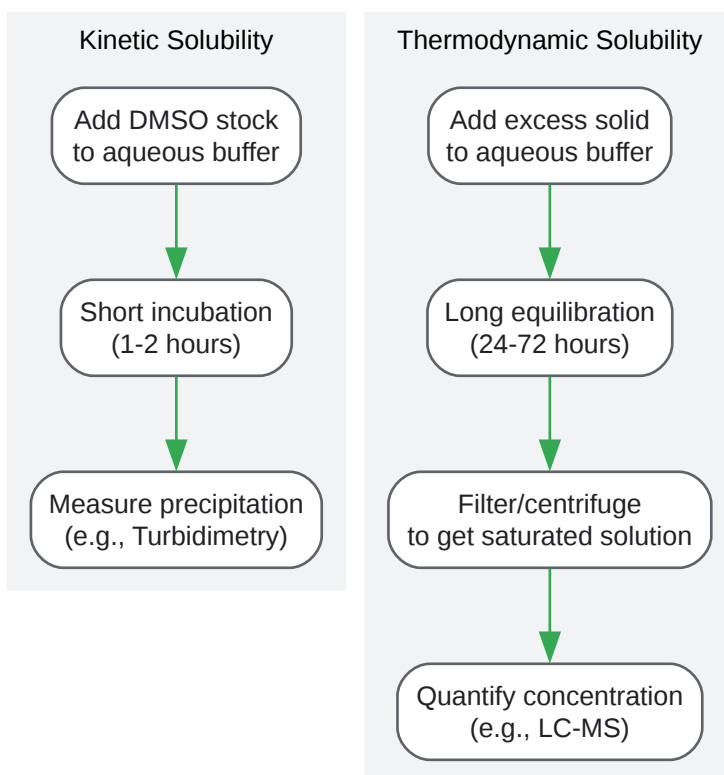 Kinetic Solubility
Add DMSO stock
to aqueous buffer
Short incubation
(1-2 hours)
Measure precipitation
(e.g., Turbidimetry)
Thermodynamic Solubility
Add excess solid
to aqueous buffer
Long equilibration
(24-72 hours)
Filter/centrifuge
to get saturated solution
Quantify concentration
(e.g., LC-MS)